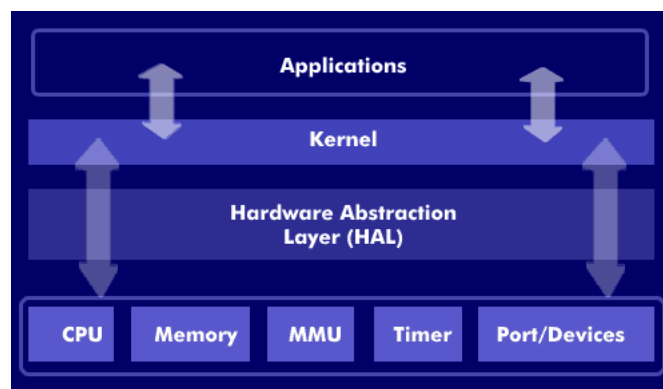 Applications
Kernel
Hardware Abstraction
Layer (HAL)
CPU
Memory
MMU
Timer
Port/Devices